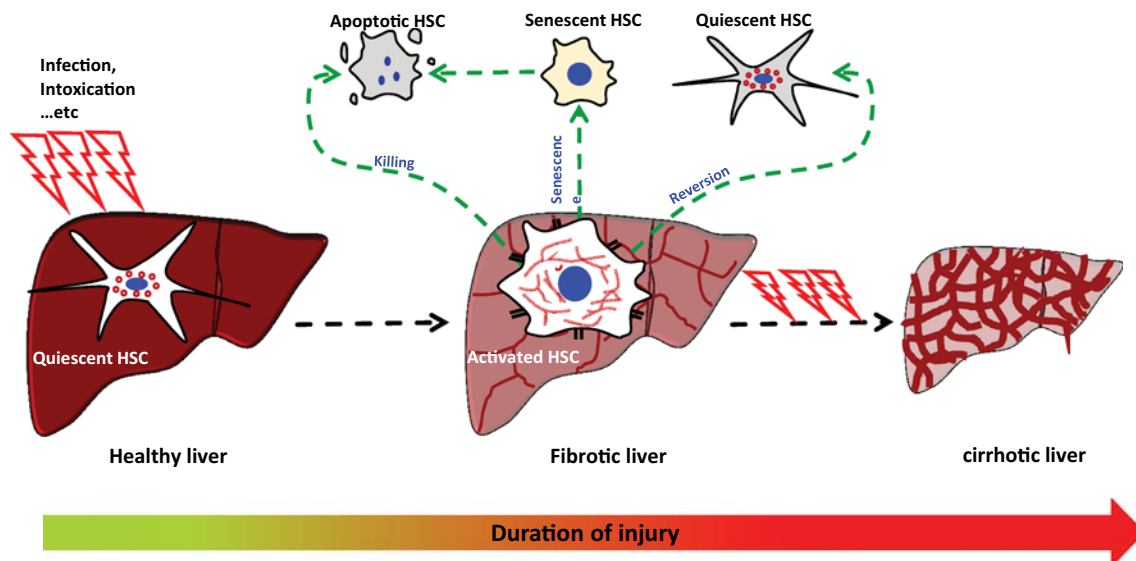 Apoptotic HSC
Senescent HSC
Quiescent HSC
Infection,
Intoxication
...etc
Killing
Senescenc
e
Reversion
Quiescent HSC
Activated HSC
Healthy liver
Fibrotic liver
cirrhotic liver
Duration of injury